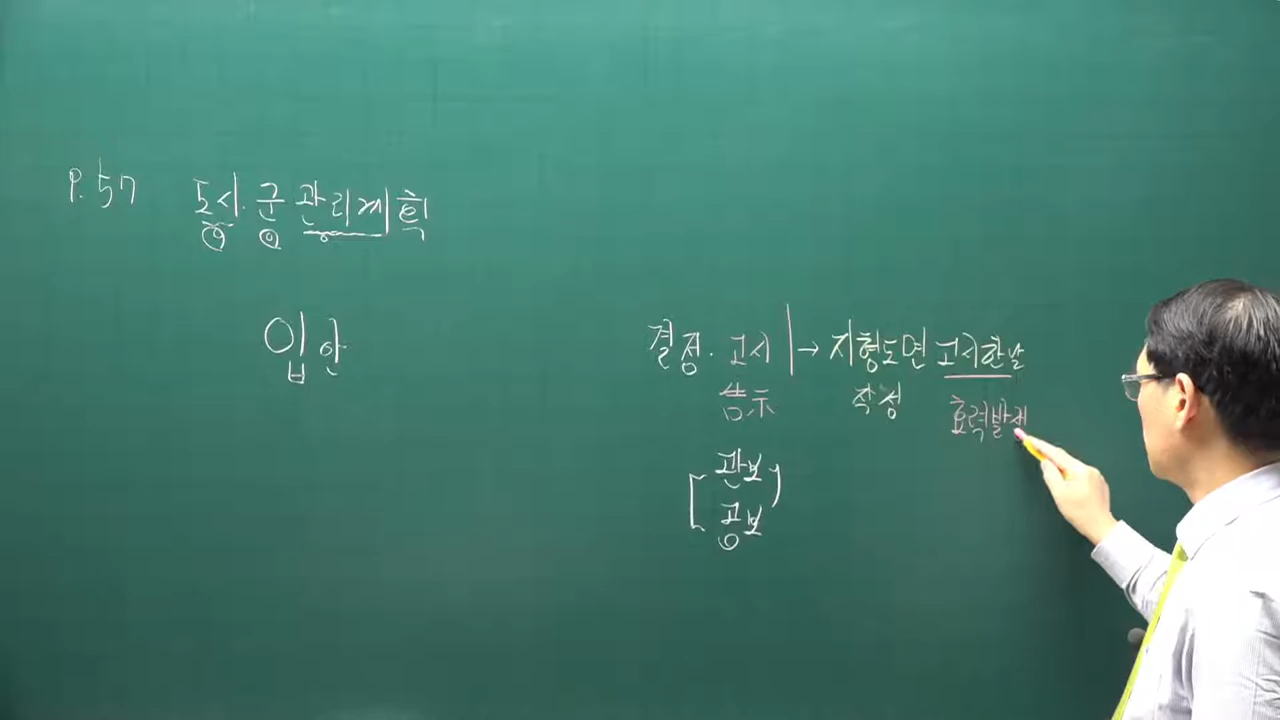 P. 57 도시·군 관리계획
입안
결정·고시 → 지형도면 고시한 날
告示 작성 효력발생
관보
공보